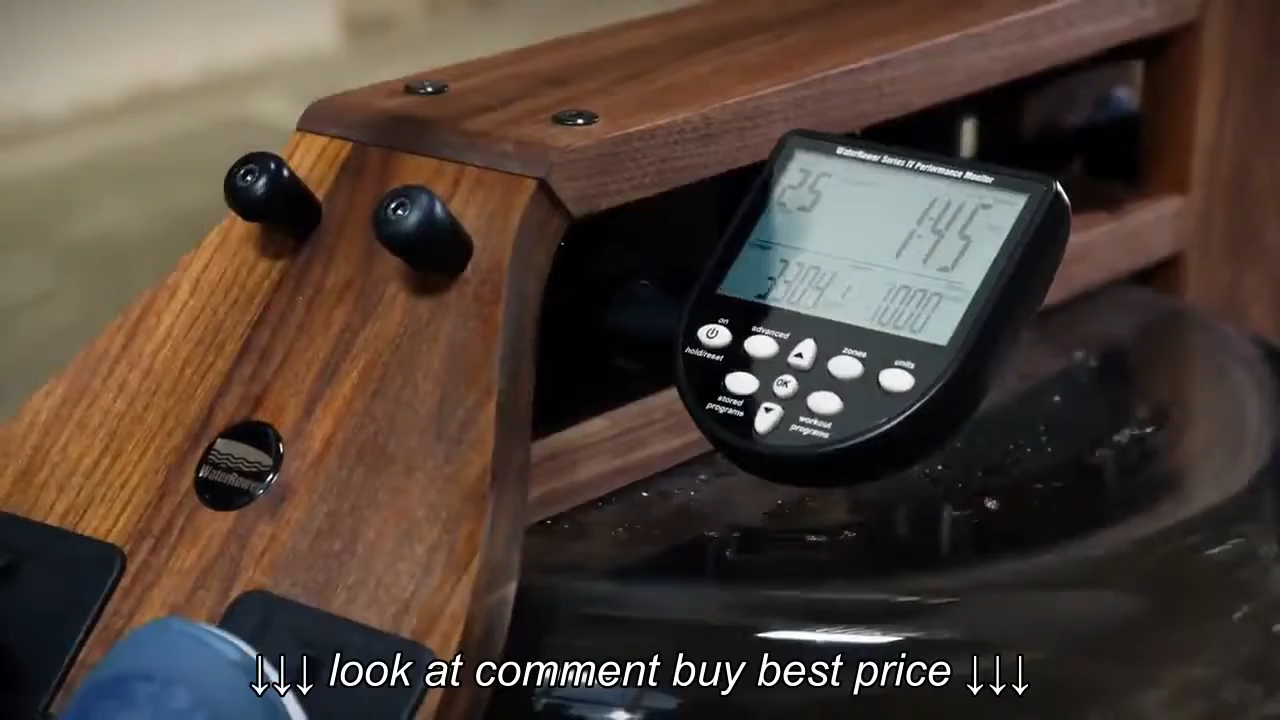 WaterRower Series IV Performance Monitor
25
1:45
3304
1000
on
advanced
zones
units
hold/reset
OK
stored
programs
workout
programs
WaterRower
↓↓↓ look at comment buy best price ↓↓↓